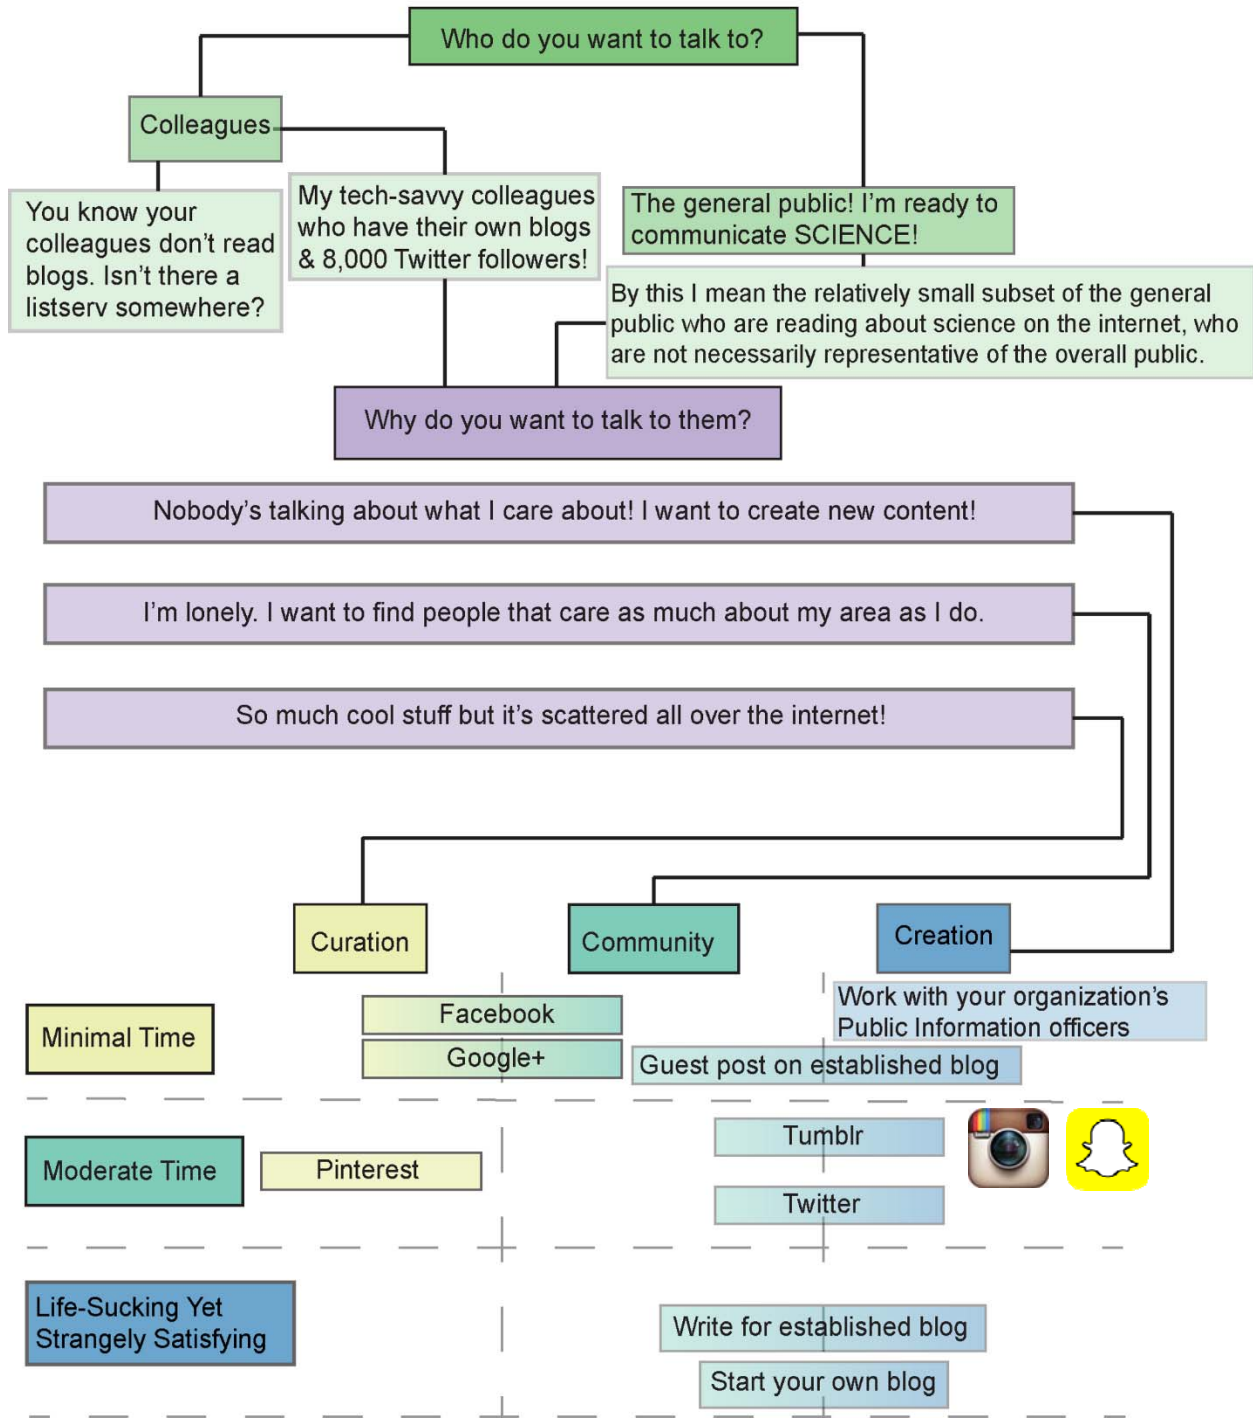 Who do you want to talk to?
Colleagues
You know your
colleagues don't read
blogs. Isn't there a
listserv somewhere?
My tech-savvy colleagues
who have their own blogs
& 8,000 Twitter followers!
The general public! I'm ready to
communicate SCIENCE!
By this I mean the relatively small subset of the general
public who are reading about science on the internet, who
are not necessarily representative of the overall public.
Why do you want to talk to them?
Nobody's talking about what I care about! I want to create new content!
I'm lonely. I want to find people that care as much about my area as I do.
So much cool stuff but it's scattered all over the internet!
Curation
Community
Creation
Minimal Time
Facebook
Google+
Work with your organization's
Public Information officers
Guest post on established blog
Moderate Time
Pinterest
Tumblr
Twitter
Life-Sucking Yet
Strangely Satisfying
Write for established blog
Start your own blog